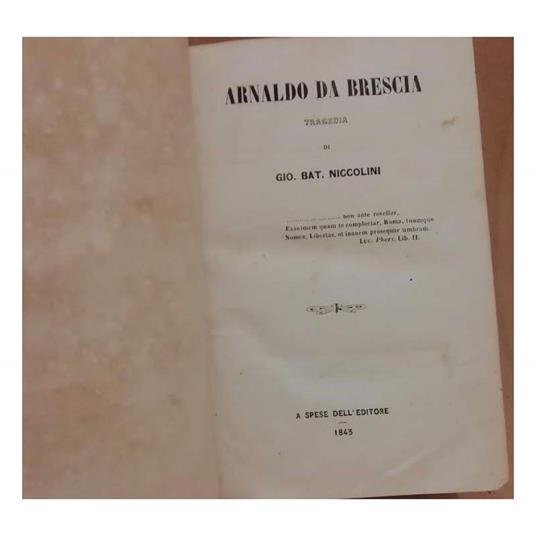 ARNALDO DA BRESCIA
TRAGEDIA
DI
GIO. BAT. NICCOLINI
.................... non ante revellar,
Exanimem quam te complectar, Roma, tuumque
Nomen, Libertas, et inanem prosequar umbram.
Luc. Phars. Lib. II.
A SPESE DELL'EDITORE
1843